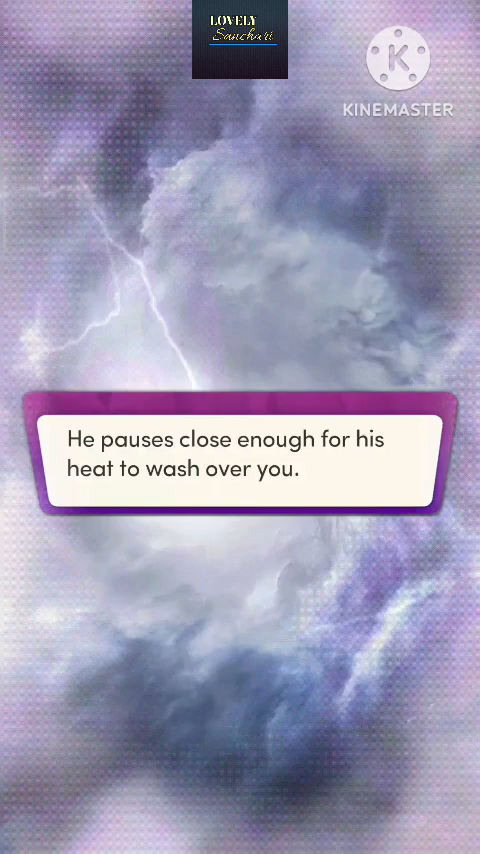 LOVELY
Sanchari
KINEMASTER
He pauses close enough for his
heat to wash over you.